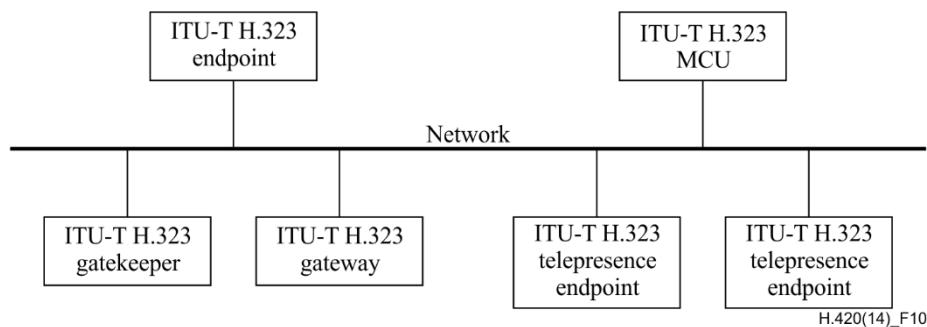 ITU-T H.323
endpoint
ITU-T H.323
MCU
Network
ITU-T H.323
gatekeeper
ITU-T H.323
gateway
ITU-T H.323
telepresence
endpoint
ITU-T H.323
telepresence
endpoint
H.420(14)_F10